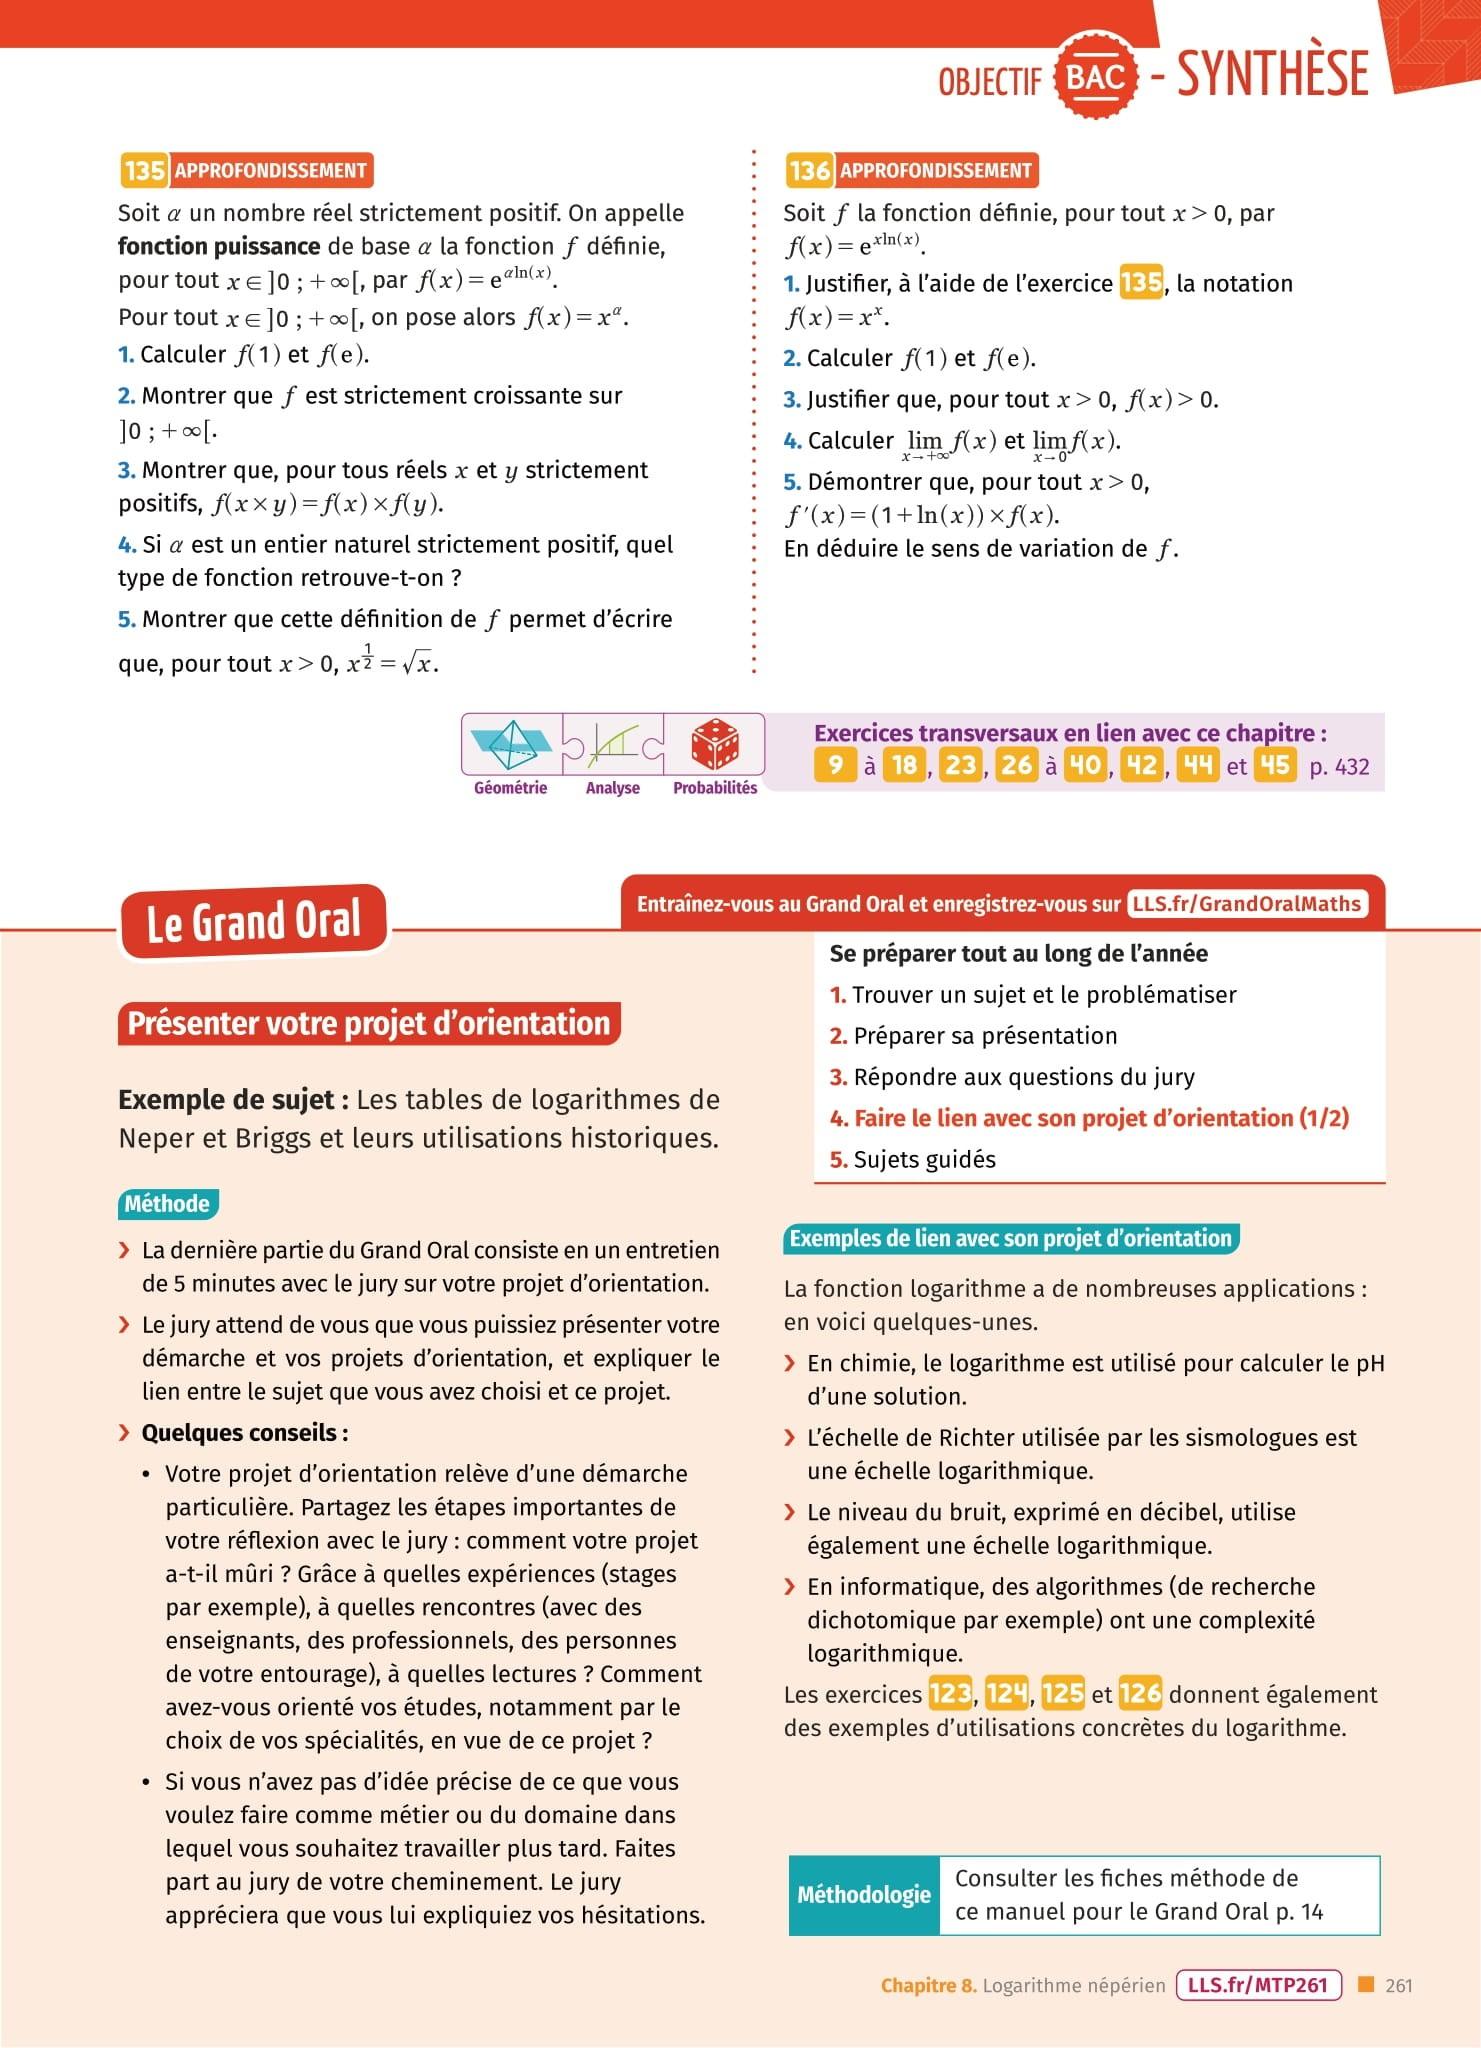 OBJECTIF BAC - SYNTHÈSE
135 APPROFONDISSEMENT
Soit α un nombre réel strictement positif. On appelle
fonction puissance de base α la fonction f définie,
pour tout x ∈ ]0 ; +∞[, par f(x) = e^{αln(x)}.
Pour tout x ∈ ]0 ; +∞[, on pose alors f(x) = x^α.
1. Calculer f(1) et f(e).
2. Montrer que f est strictement croissante sur
]0 ; +∞[.
3. Montrer que, pour tous réels x et y strictement
positifs, f(x × y) = f(x) × f(y).
4. Si α est un entier naturel strictement positif, quel
type de fonction retrouve-t-on ?
5. Montrer que cette définition de f permet d'écrire
que, pour tout x > 0, x^{1/2} = √x.
136 APPROFONDISSEMENT
Soit f la fonction définie, pour tout x > 0, par
f(x) = e^{xln(x)}.
1. Justifier, à l'aide de l'exercice 135, la notation
f(x) = x^x.
2. Calculer f(1) et f(e).
3. Justifier que, pour tout x > 0, f(x) > 0.
4. Calculer lim_{x→+∞} f(x) et lim_{x→0} f(x).
5. Démontrer que, pour tout x > 0,
f′(x) = (1 + ln(x)) × f(x).
En déduire le sens de variation de f.
Géométrie Analyse Probabilités
Exercices transversaux en lien avec ce chapitre :
9 à 18, 23, 26 à 40, 42, 44 et 45 p. 432
Le Grand Oral
Entraînez-vous au Grand Oral et enregistrez-vous sur LLS.fr/GrandOralMaths
Se préparer tout au long de l'année
1. Trouver un sujet et le problématiser
2. Préparer sa présentation
3. Répondre aux questions du jury
4. Faire le lien avec son projet d'orientation (1/2)
5. Sujets guidés
Présenter votre projet d'orientation
Exemple de sujet : Les tables de logarithmes de
Neper et Briggs et leurs utilisations historiques.
Méthode
› La dernière partie du Grand Oral consiste en un entretien
de 5 minutes avec le jury sur votre projet d'orientation.
› Le jury attend de vous que vous puissiez présenter votre
démarche et vos projets d'orientation, et expliquer le
lien entre le sujet que vous avez choisi et ce projet.
› Quelques conseils :
• Votre projet d'orientation relève d'une démarche
particulière. Partagez les étapes importantes de
votre réflexion avec le jury : comment votre projet
a-t-il mûri ? Grâce à quelles expériences (stages
par exemple), à quelles rencontres (avec des
enseignants, des professionnels, des personnes
de votre entourage), à quelles lectures ? Comment
avez-vous orienté vos études, notamment par le
choix de vos spécialités, en vue de ce projet ?
• Si vous n'avez pas d'idée précise de ce que vous
voulez faire comme métier ou du domaine dans
lequel vous souhaitez travailler plus tard. Faites
part au jury de votre cheminement. Le jury
appréciera que vous lui expliquiez vos hésitations.
Exemples de lien avec son projet d'orientation
La fonction logarithme a de nombreuses applications :
en voici quelques-unes.
› En chimie, le logarithme est utilisé pour calculer le pH
d'une solution.
› L'échelle de Richter utilisée par les sismologues est
une échelle logarithmique.
› Le niveau du bruit, exprimé en décibel, utilise
également une échelle logarithmique.
› En informatique, des algorithmes (de recherche
dichotomique par exemple) ont une complexité
logarithmique.
Les exercices 123, 124, 125 et 126 donnent également
des exemples d'utilisations concrètes du logarithme.
Méthodologie
Consulter les fiches méthode de
ce manuel pour le Grand Oral p. 14
Chapitre 8. Logarithme népérien LLS.fr/MTP261 261